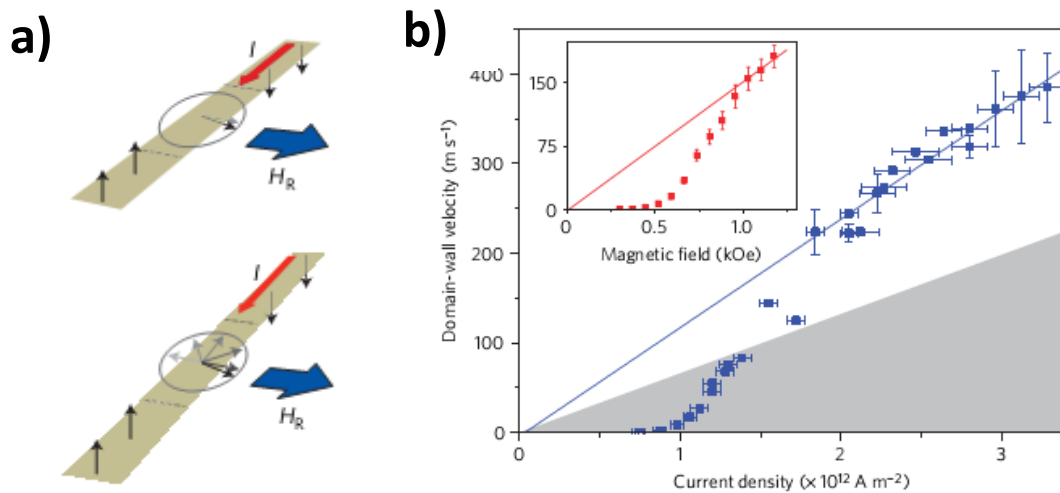 a)
I
H_R
I
H_R
b)
Domain-wall velocity (m s⁻¹)
400
300
200
100
0
150
75
0
0 0.5 1.0
Magnetic field (kOe)
0 1 2 3
Current density (× 10¹² A m⁻²)